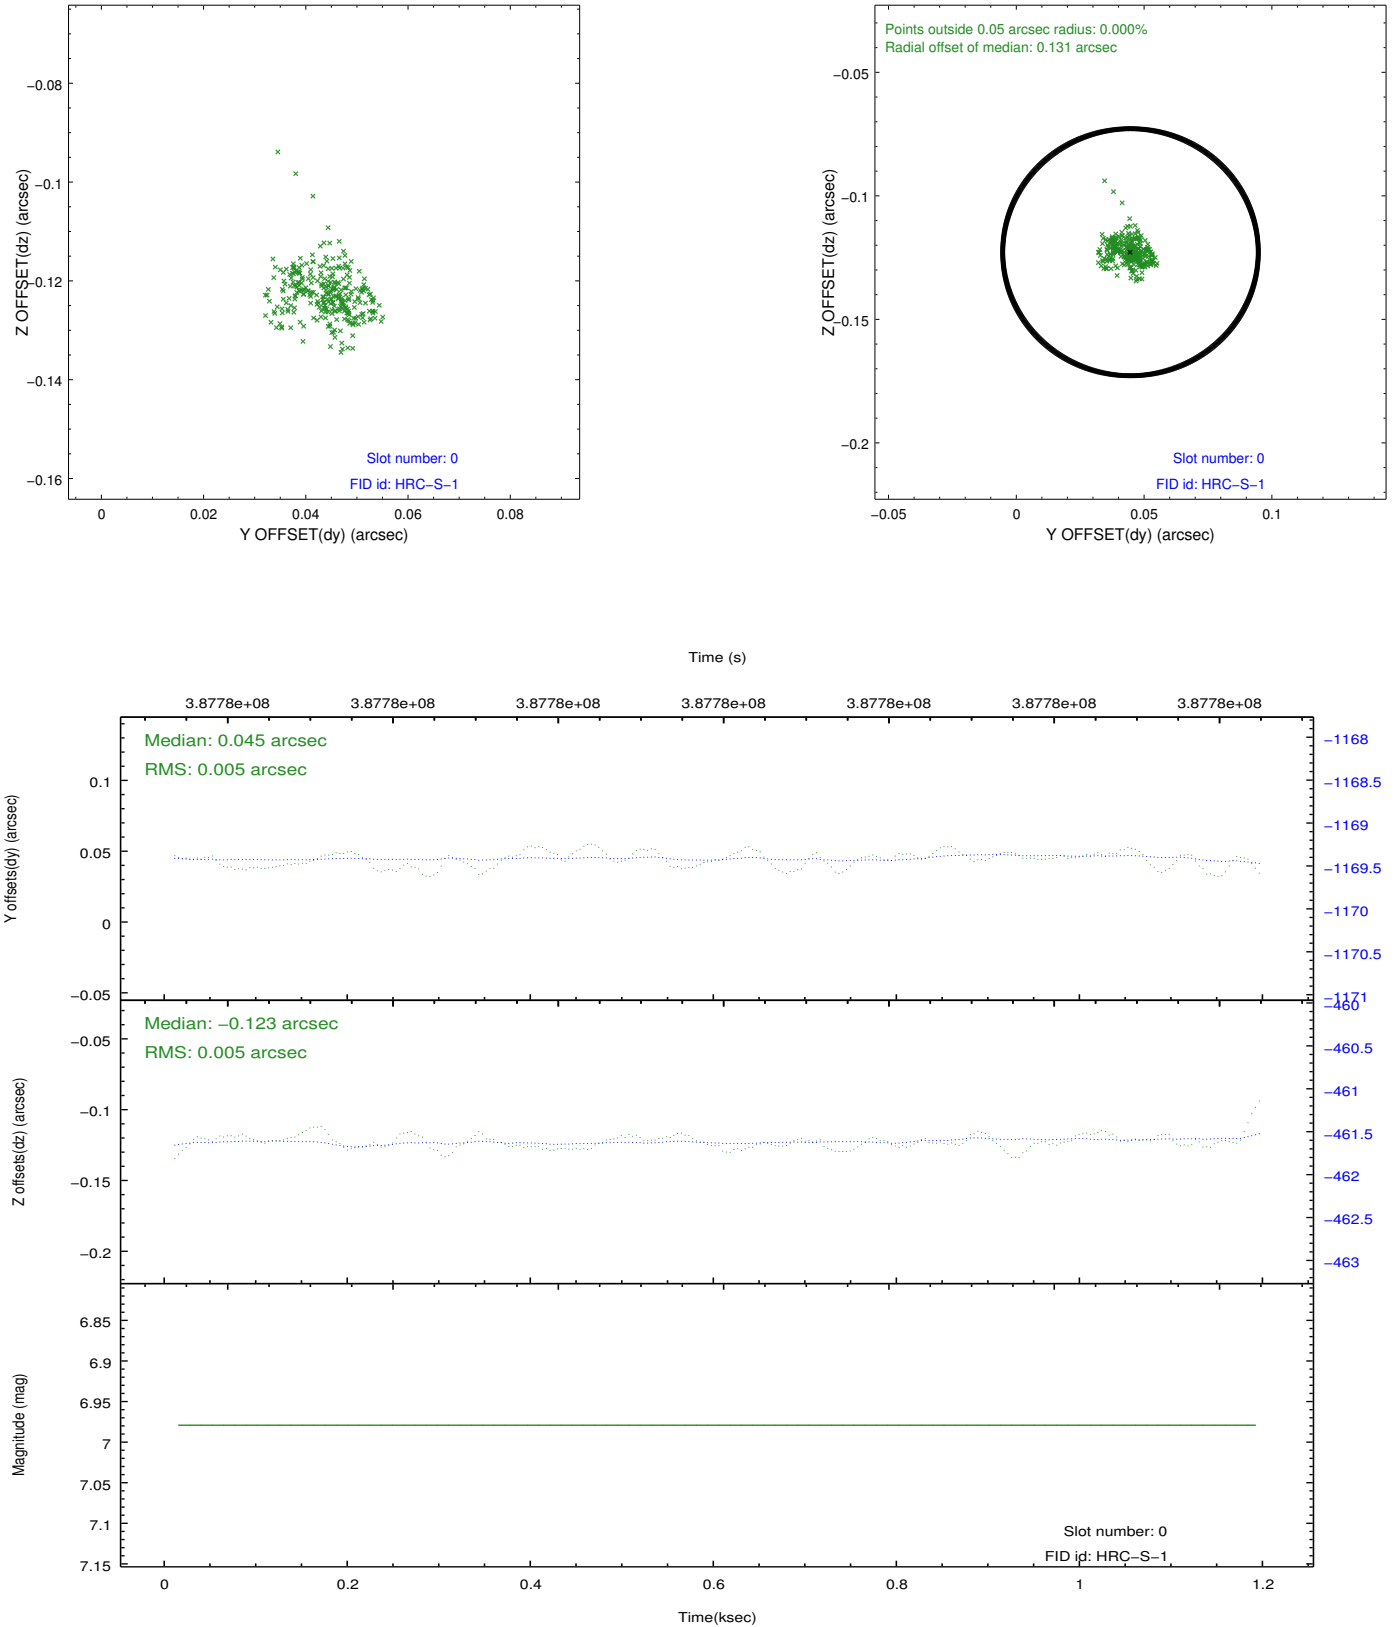 −0.08
−0.1
−0.12
−0.14
−0.16
Z OFFSET(dz) (arcsec)
Slot number: 0
FID id: HRC−S−1
0 0.02 0.04 0.06 0.08
Y OFFSET(dy) (arcsec)
Points outside 0.05 arcsec radius: 0.000%
Radial offset of median: 0.131 arcsec
−0.05
−0.1
−0.15
−0.2
Z OFFSET(dz) (arcsec)
Slot number: 0
FID id: HRC−S−1
−0.05 0 0.05 0.1
Y OFFSET(dy) (arcsec)
Time (s)
3.8778e+08 3.8778e+08 3.8778e+08 3.8778e+08 3.8778e+08 3.8778e+08 3.8778e+08
Median: 0.045 arcsec
RMS: 0.005 arcsec
0.1
0.05
0
−0.05
Y offsets(dy) (arcsec)
−1168
−1168.5
−1169
−1169.5
−1170
−1170.5
−1171
Median: −0.123 arcsec
RMS: 0.005 arcsec
−0.05
−0.1
−0.15
−0.2
Z offsets(dz) (arcsec)
−460
−460.5
−461
−461.5
−462
−462.5
−463
6.85
6.9
6.95
7
7.05
7.1
7.15
Magnitude (mag)
Slot number: 0
FID id: HRC−S−1
0 0.2 0.4 0.6 0.8 1 1.2
Time(ksec)